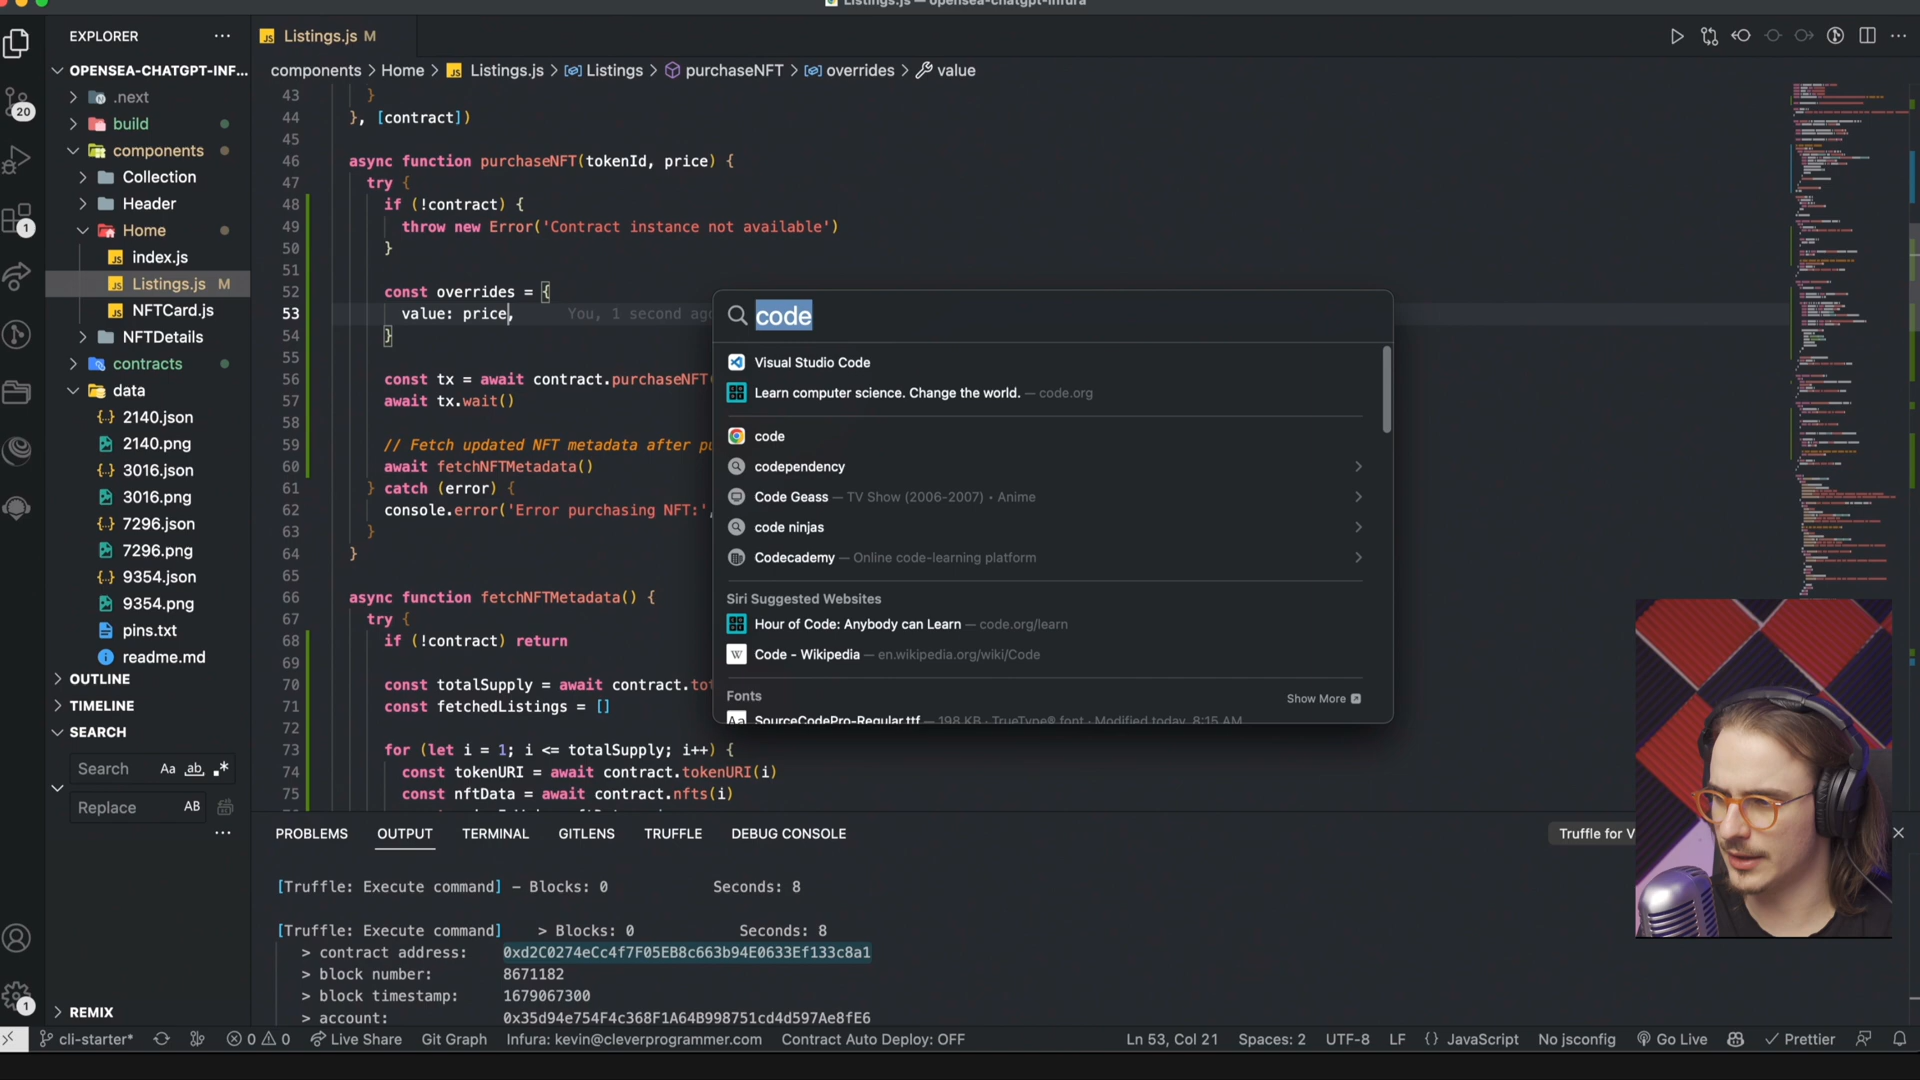 Listings.js — opensea-chatgpt-infura
EXPLORER
Listings.js M
OPENSEA-CHATGPT-INF...
components > Home > Listings.js > Listings > purchaseNFT > overrides > value
.next
build
components
Collection
Header
Home
index.js
Listings.js M
NFTCard.js
NFTDetails
contracts
data
2140.json
2140.png
3016.json
3016.png
7296.json
7296.png
9354.json
9354.png
pins.txt
readme.md
OUTLINE
TIMELINE
SEARCH
Search Aa ab
Replace AB
REMIX
20
1
1
43 }
44 }, [contract])
45
46 async function purchaseNFT(tokenId, price) {
47 try {
48 if (!contract) {
49 throw new Error('Contract instance not available')
50 }
51
52 const overrides = {
53 value: price, You, 1 second ago
54 }
55
56 const tx = await contract.purchaseNFT(
57 await tx.wait()
58
59 // Fetch updated NFT metadata after pu
60 await fetchNFTMetadata()
61 } catch (error) {
62 console.error('Error purchasing NFT:',
63 }
64 }
65
66 async function fetchNFTMetadata() {
67 try {
68 if (!contract) return
69
70 const totalSupply = await contract.tot
71 const fetchedListings = []
72
73 for (let i = 1; i <= totalSupply; i++) {
74 const tokenURI = await contract.tokenURI(i)
75 const nftData = await contract.nfts(i)
code
Visual Studio Code
Learn computer science. Change the world. — code.org
code
codependency
Code Geass — TV Show (2006-2007) • Anime
code ninjas
Codecademy — Online code-learning platform
Siri Suggested Websites
Hour of Code: Anybody can Learn — code.org/learn
W Code - Wikipedia — en.wikipedia.org/wiki/Code
Fonts Show More
Aa SourceCodePro-Regular.ttf — 198 KB · TrueType® font · Modified today, 8:15 AM
PROBLEMS OUTPUT TERMINAL GITLENS TRUFFLE DEBUG CONSOLE Truffle for V
[Truffle: Execute command] - Blocks: 0 Seconds: 8
[Truffle: Execute command] > Blocks: 0 Seconds: 8
> contract address: 0xd2C0274eCc4f7F05EB8c663b94E0633Ef133c8a1
> block number: 8671182
> block timestamp: 1679067300
> account: 0x35d94e754F4c368F1A64B998751cd4d597Ae8fE6
cli-starter* 0 0 Live Share Git Graph Infura: kevin@cleverprogrammer.com Contract Auto Deploy: OFF Ln 53, Col 21 Spaces: 2 UTF-8 LF {} JavaScript No jsconfig Go Live Prettier